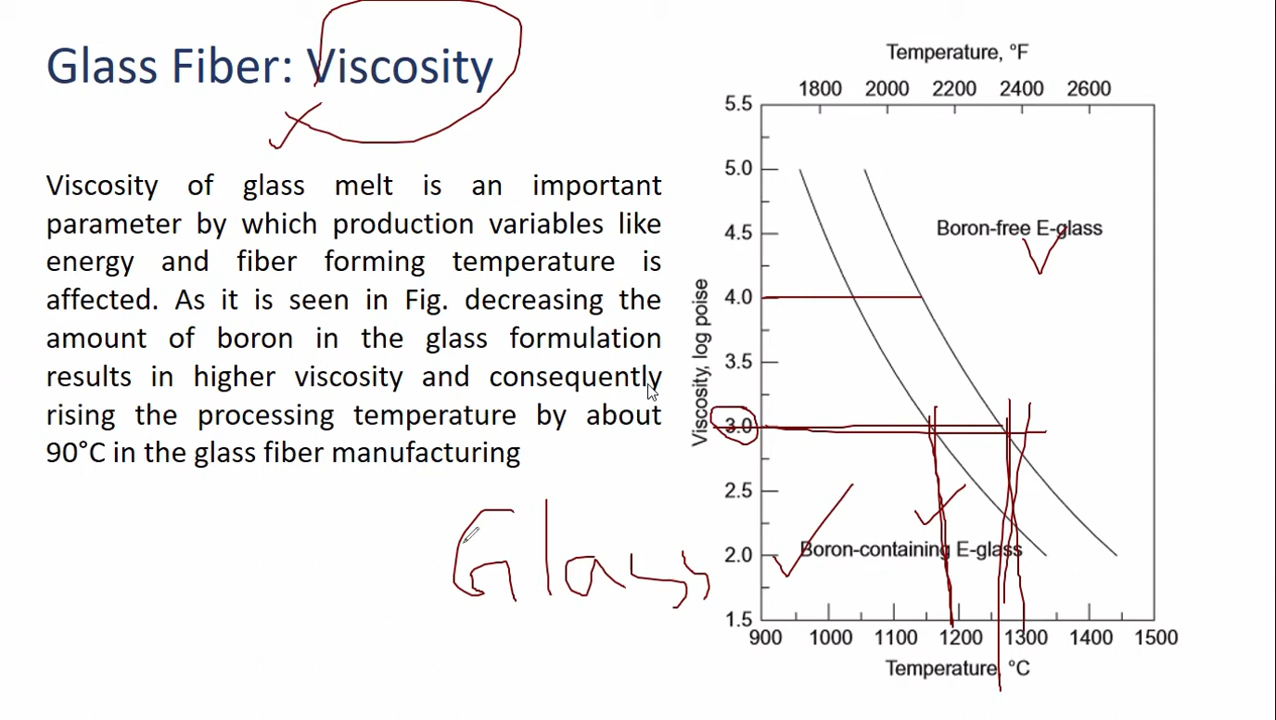 Glass Fiber: Viscosity
Viscosity of glass melt is an important
parameter by which production variables like
energy and fiber forming temperature is
affected. As it is seen in Fig. decreasing the
amount of boron in the glass formulation
results in higher viscosity and consequently
rising the processing temperature by about
90°C in the glass fiber manufacturing
Glass
Temperature, °F
1800 2000 2200 2400 2600
5.5
5.0
4.5
4.0
3.5
3.0
2.5
2.0
1.5
Viscosity, log poise
Boron-free E-glass
Boron-containing E-glass
900 1000 1100 1200 1300 1400 1500
Temperature, °C